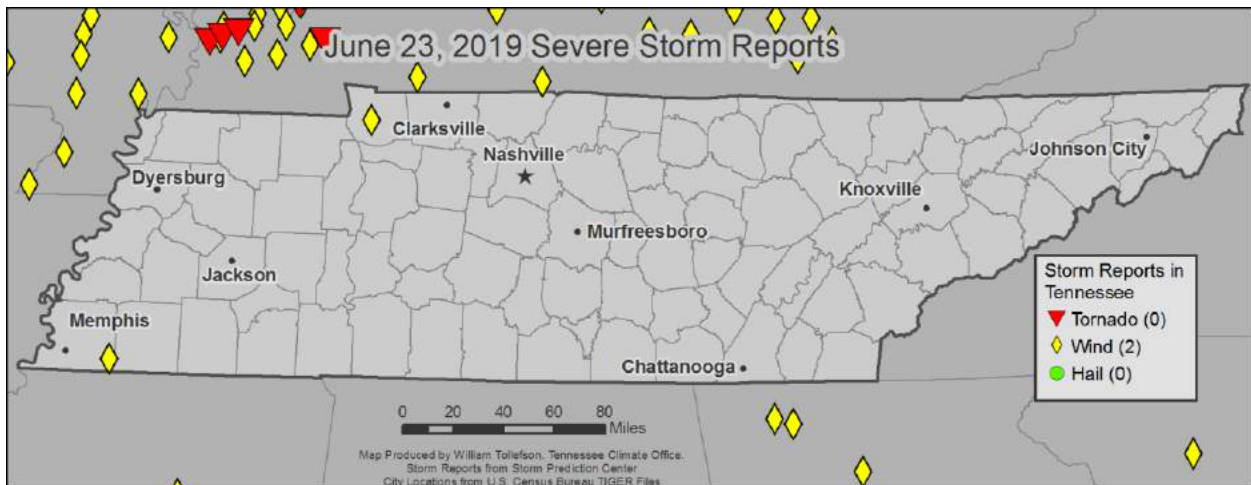 June 23, 2019 Severe Storm Reports
Clarksville
Nashville
Johnson City
Dyersburg
Knoxville
Murfreesboro
Jackson
Storm Reports in
Tennessee
Tornado (0)
Wind (2)
Hail (0)
Memphis
Chattanooga
0 20 40 60 80
Miles
Map Produced by William Tollefson. Tennessee Climate Office.
Storm Reports from Storm Prediction Center
City Locations from U.S. Census Bureau TIGER Files